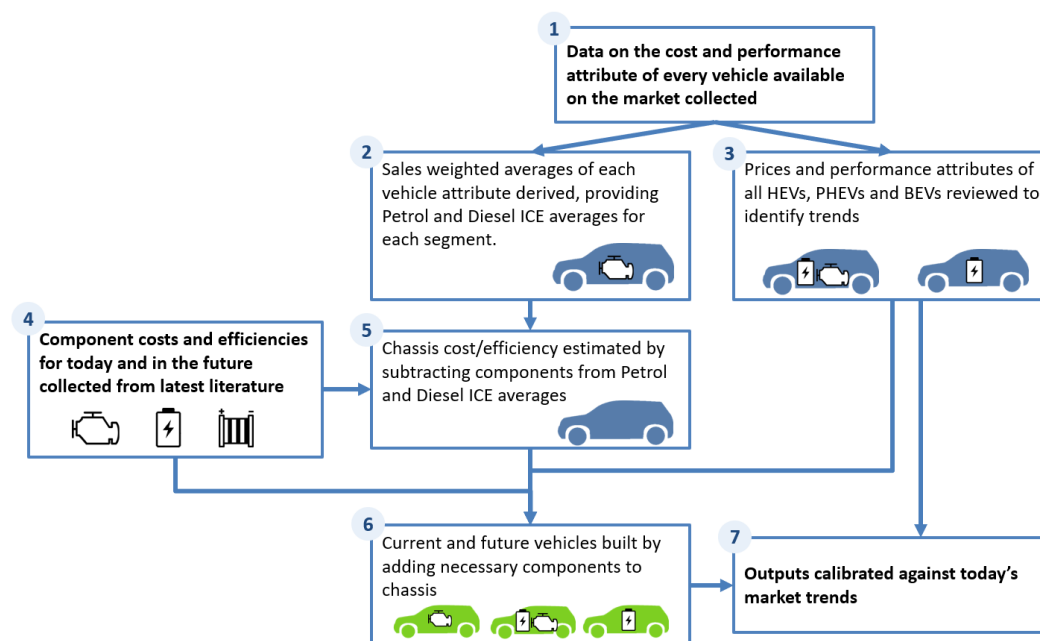 1
Data on the cost and performance
attribute of every vehicle available
on the market collected
2
Sales weighted averages of each
vehicle attribute derived, providing
Petrol and Diesel ICE averages for
each segment.
3
Prices and performance attributes of
all HEVs, PHEVs and BEVs reviewed to
identify trends
4
Component costs and efficiencies
for today and in the future
collected from latest literature
5
Chassis cost/efficiency estimated by
subtracting components from Petrol
and Diesel ICE averages
6
Current and future vehicles built by
adding necessary components to
chassis
7
Outputs calibrated against today's
market trends